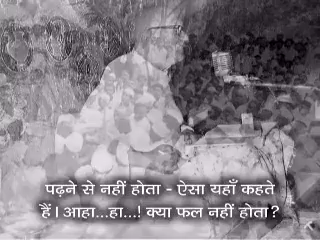 पढ़ने से नहीं होता - ऐसा यहाँ कहते
हैं। आहा...हा...! क्या फल नहीं होता?